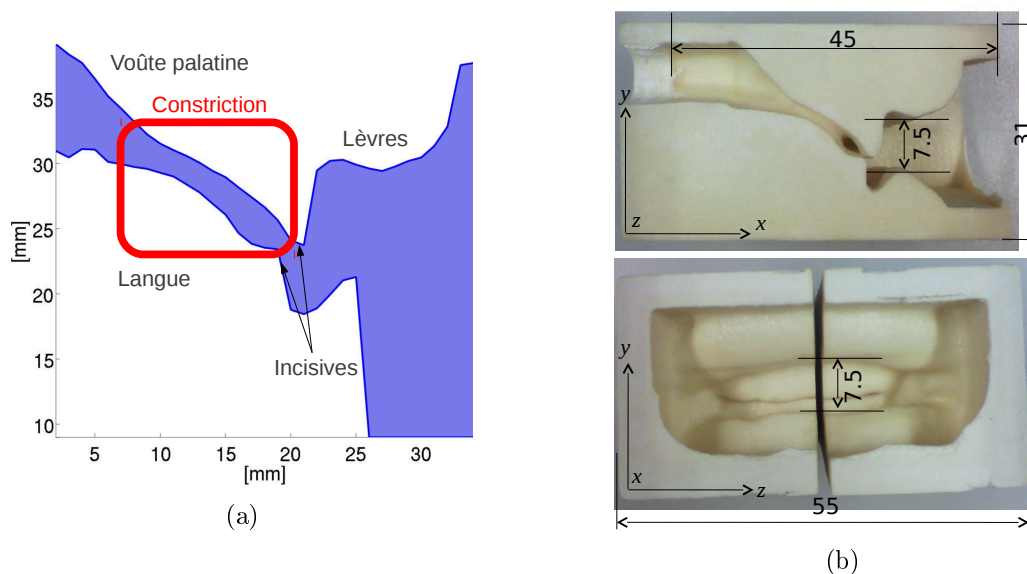 Voûte palatine
Constriction
Lèvres
Langue
Incisives
35
30
25
20
15
10
[mm]
5
10
15
20
25
30
[mm]
(a)
45
7.5
31
y
z
x
7.5
y
x
z
55
(b)